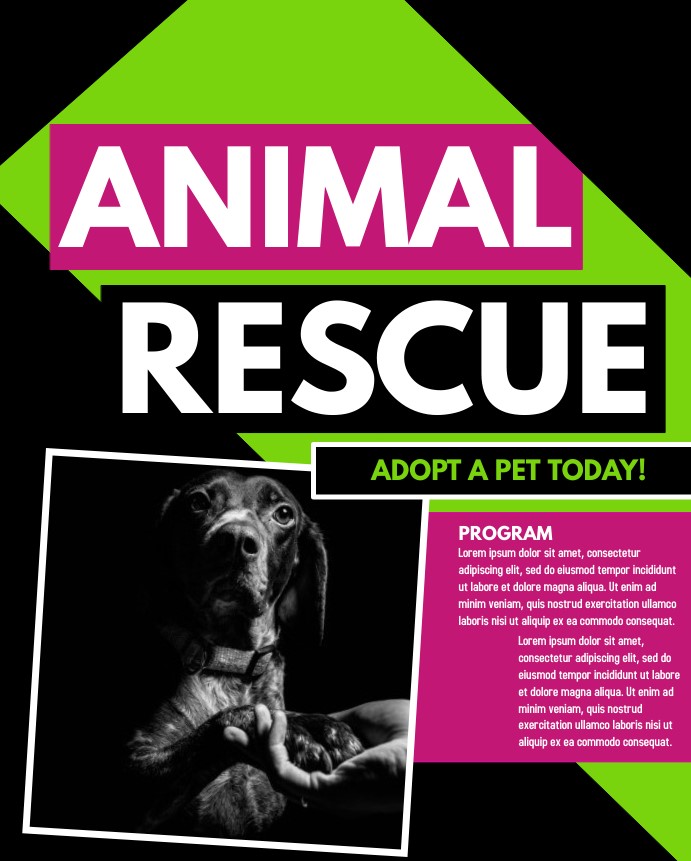 ANIMAL
RESCUE
ADOPT A PET TODAY!
PROGRAM
Lorem ipsum dolor sit amet, consectetur
adipiscing elit, sed do eiusmod tempor incididunt
ut labore et dolore magna aliqua. Ut enim ad
minim veniam, quis nostrud exercitation ullamco
laboris nisi ut aliquip ex ea commodo consequat.
Lorem ipsum dolor sit amet,
consectetur adipiscing elit, sed do
eiusmod tempor incididunt ut labore
et dolore magna aliqua. Ut enim ad
minim veniam, quis nostrud
exercitation ullamco laboris nisi ut
aliquip ex ea commodo consequat.